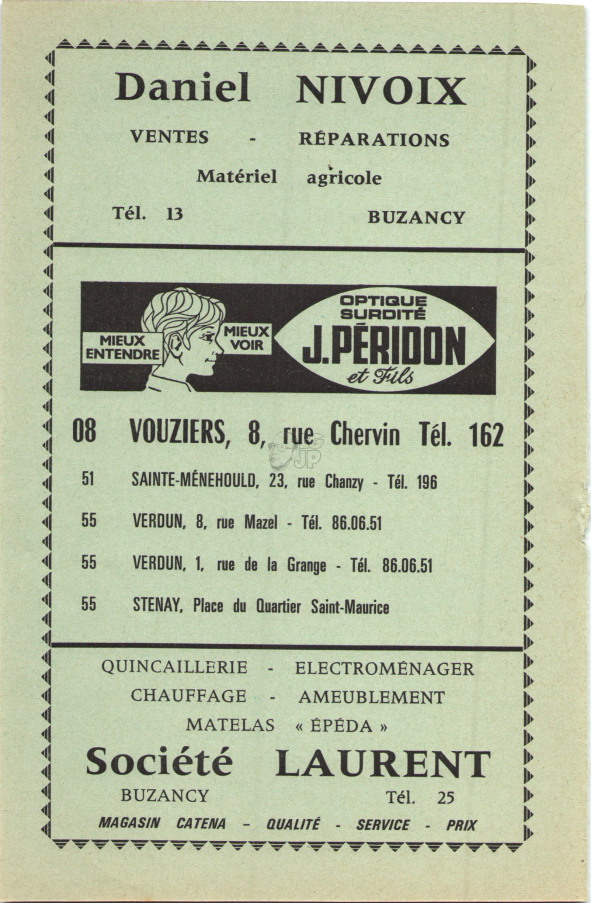 Daniel NIVOIX
VENTES - RÉPARATIONS
Matériel agricole
Tél. 13 BUZANCY
MIEUX ENTENDRE
MIEUX VOIR
OPTIQUE
SURDITÉ
J. PÉRIDON
et Fils
08 VOUZIERS, 8, rue Chervin Tél. 162
51 SAINTE-MÉNEHOULD, 23, rue Chanzy - Tél. 196
55 VERDUN, 8, rue Mazel - Tél. 86.06.51
55 VERDUN, 1, rue de la Grange - Tél. 86.06.51
55 STENAY, Place du Quartier Saint-Maurice
QUINCAILLERIE - ELECTROMÉNAGER
CHAUFFAGE - AMEUBLEMENT
MATELAS « ÉPÉDA »
Société LAURENT
BUZANCY Tél. 25
MAGASIN CATENA - QUALITÉ - SERVICE - PRIX